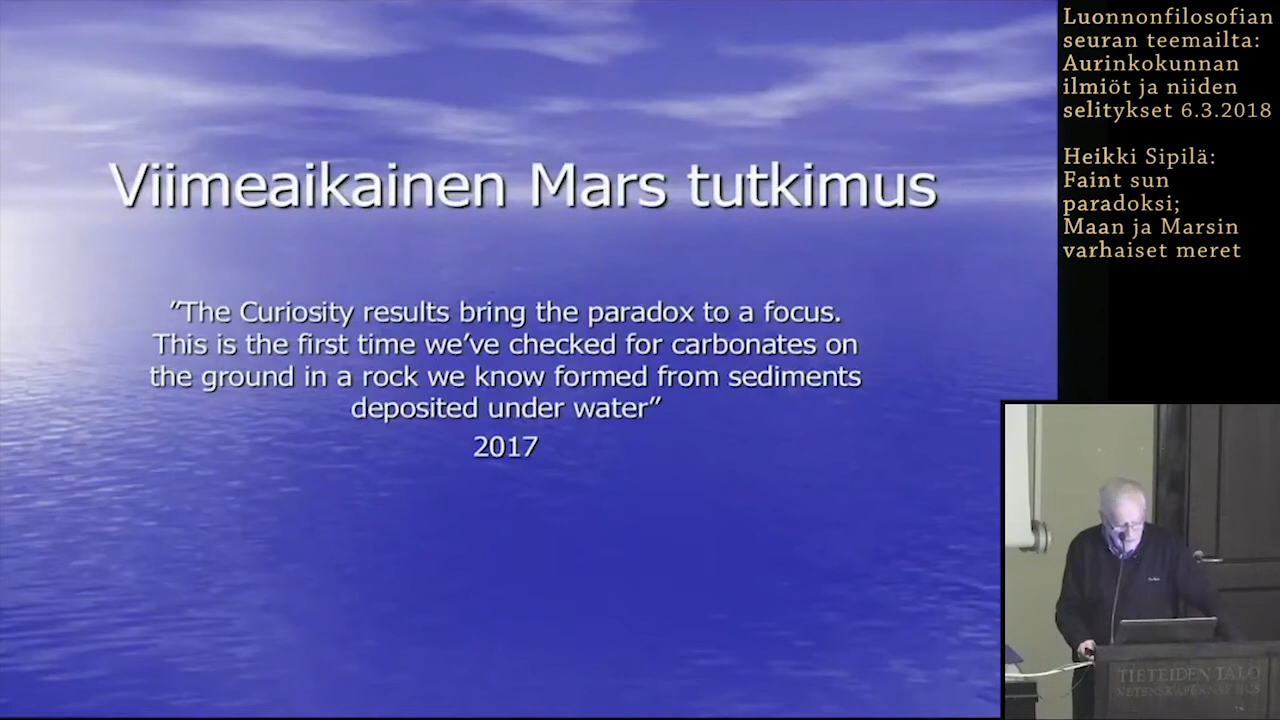 Viimeaikainen Mars tutkimus
”The Curiosity results bring the paradox to a focus.
This is the first time we’ve checked for carbonates on
the ground in a rock we know formed from sediments
deposited under water”
2017
Luonnonfilosofian
seuran teemailta:
Aurinkokunnan
ilmiöt ja niiden
selitykset 6.3.2018
Heikki Sipilä:
Faint sun
paradoksi;
Maan ja Marsin
varhaiset meret
TIETEIDEN TALO